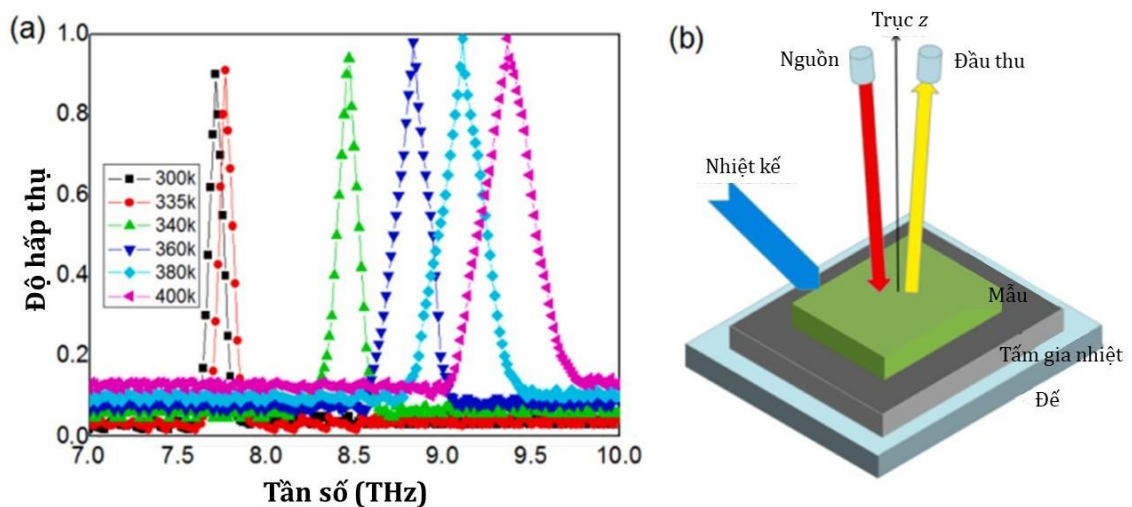 (a)
1.0
0.8
0.6
0.4
0.2
0.0
Độ hấp thụ
300k
335k
340k
360k
380k
400k
7.0 7.5 8.0 8.5 9.0 9.5 10.0
Tần số (THz)
(b)
Trục z
Nguồn
Đầu thu
Nhiệt kế
Mẫu
Tấm gia nhiệt
Đế